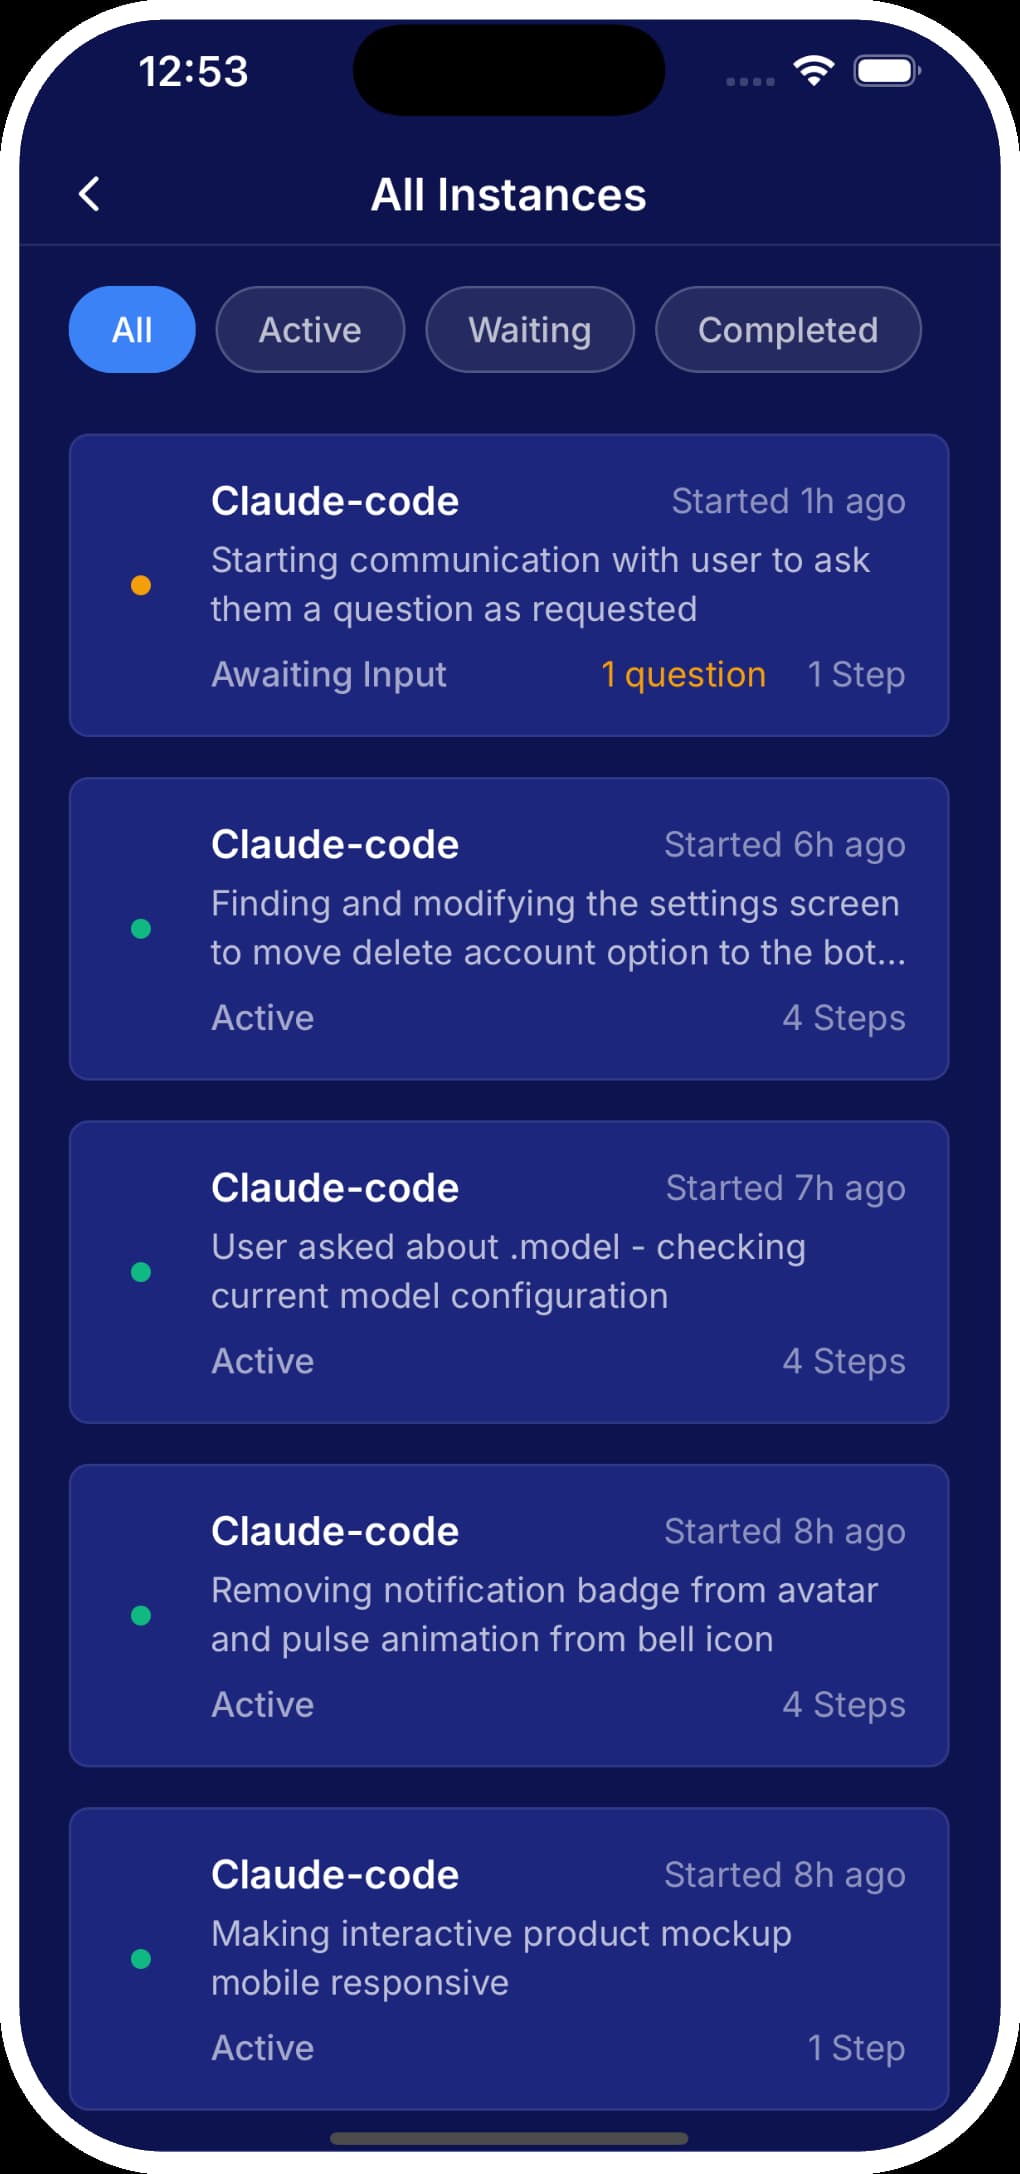 12:53
All Instances
All Active Waiting Completed
Claude-code Started 1h ago
Starting communication with user to ask
them a question as requested
Awaiting Input 1 question 1 Step
Claude-code Started 6h ago
Finding and modifying the settings screen
to move delete account option to the bot...
Active 4 Steps
Claude-code Started 7h ago
User asked about .model - checking
current model configuration
Active 4 Steps
Claude-code Started 8h ago
Removing notification badge from avatar
and pulse animation from bell icon
Active 4 Steps
Claude-code Started 8h ago
Making interactive product mockup
mobile responsive
Active 1 Step